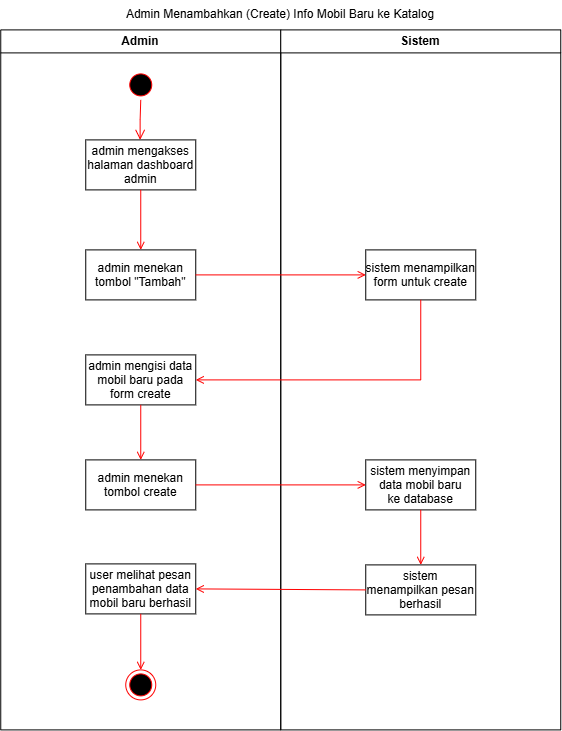 Admin Menambahkan (Create) Info Mobil Baru ke Katalog
Admin
Sistem
admin mengakses
halaman dashboard
admin
admin menekan
tombol "Tambah"
sistem menampilkan
form untuk create
admin mengisi data
mobil baru pada
form create
admin menekan
tombol create
sistem menyimpan
data mobil baru
ke database
sistem
menampilkan pesan
berhasil
user melihat pesan
penambahan data
mobil baru berhasil